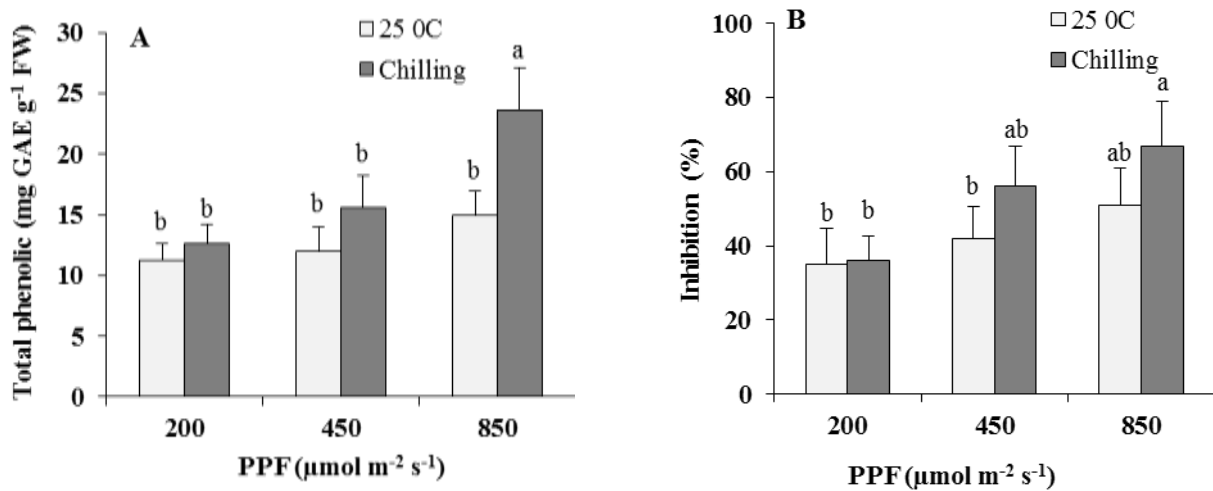 A
25 0C
Chilling
Total phenolic (mg GAE g⁻¹ FW)
30
25
20
15
10
5
0
b
b
b
b
b
a
200
450
850
PPF (µmol m⁻² s⁻¹)
B
25 0C
Chilling
Inhibition (%)
100
80
60
40
20
0
b
b
b
ab
ab
a
200
450
850
PPF (µmol m⁻² s⁻¹)